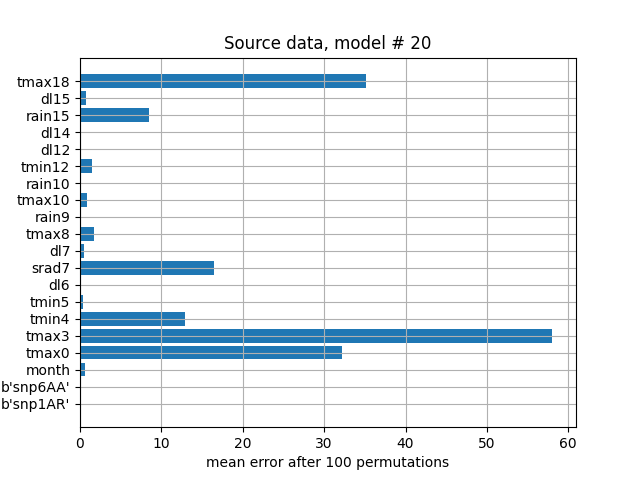 Source data, model # 20
tmax18
dl15
rain15
dl14
dl12
tmin12
rain10
tmax10
rain9
tmax8
dl7
srad7
dl6
tmin5
tmin4
tmax3
tmax0
month
b'snp6AA'
b'snp1AR'
0 10 20 30 40 50 60
mean error after 100 permutations